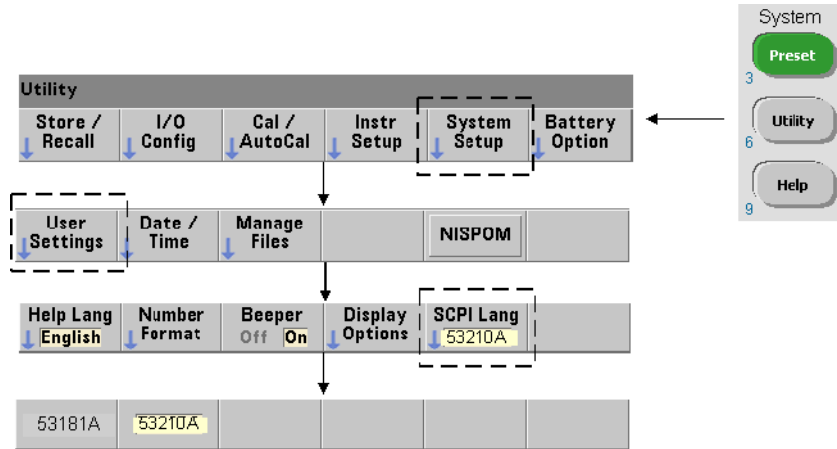 System
Preset
3
Utility
6
Help
9
Utility
Store / Recall
I/O Config
Cal / AutoCal
Instr Setup
System Setup
Battery Option
User Settings
Date / Time
Manage Files
NISPOM
Help Lang English
Number Format
Beeper Off On
Display Options
SCPI Lang 53210A
53181A
53210A